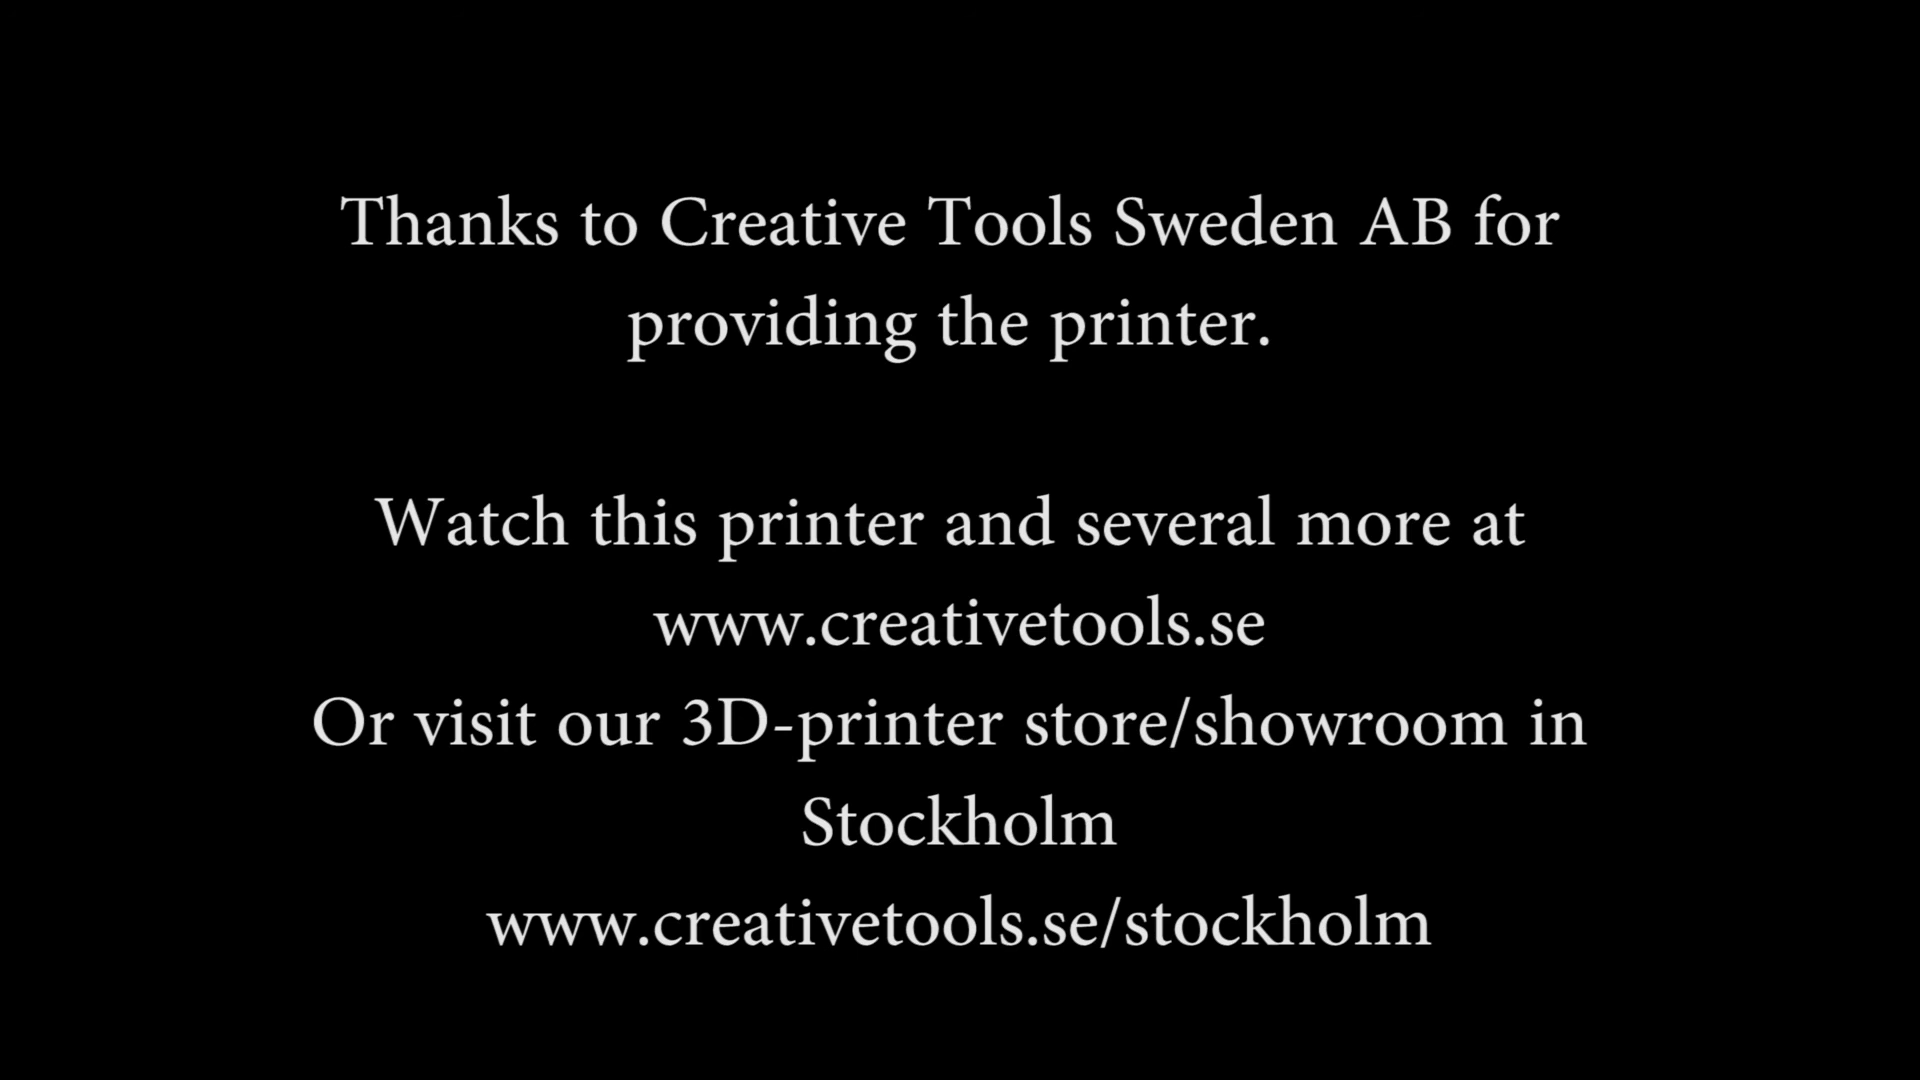 Thanks to Creative Tools Sweden AB for
providing the printer.
Watch this printer and several more at
www.creativetools.se
Or visit our 3D-printer store/showroom in
Stockholm
www.creativetools.se/stockholm